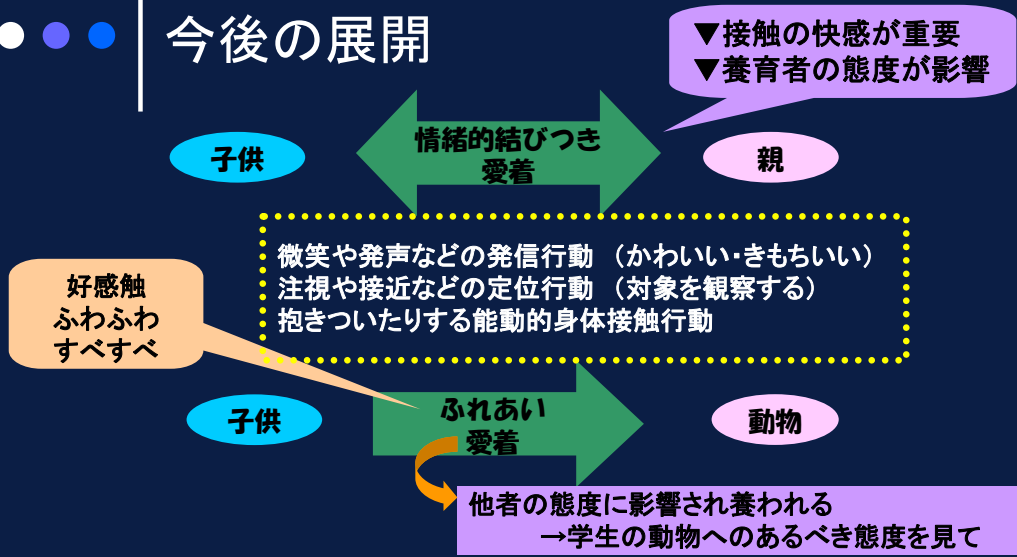 今後の展開
▼接触の快感が重要
▼養育者の態度が影響
子供
情緒的結びつき
愛着
親
微笑や発声などの発信行動 (かわいい・きもちいい)
注視や接近などの定位行動 (対象を観察する)
抱きついたりする能動的身体接触行動
好感触
ふわふわ
すべすべ
子供
ふれあい
愛着
動物
他者の態度に影響され養われる
→学生の動物へのあるべき態度を見て